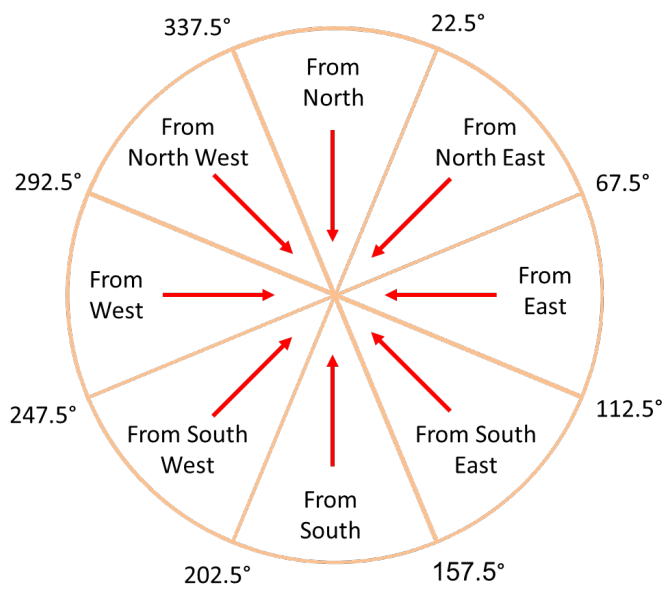 337.5°
22.5°
From
North
From
North West
From
North East
292.5°
67.5°
From
West
From
East
247.5°
112.5°
From South
West
From South
East
From
South
202.5°
157.5°